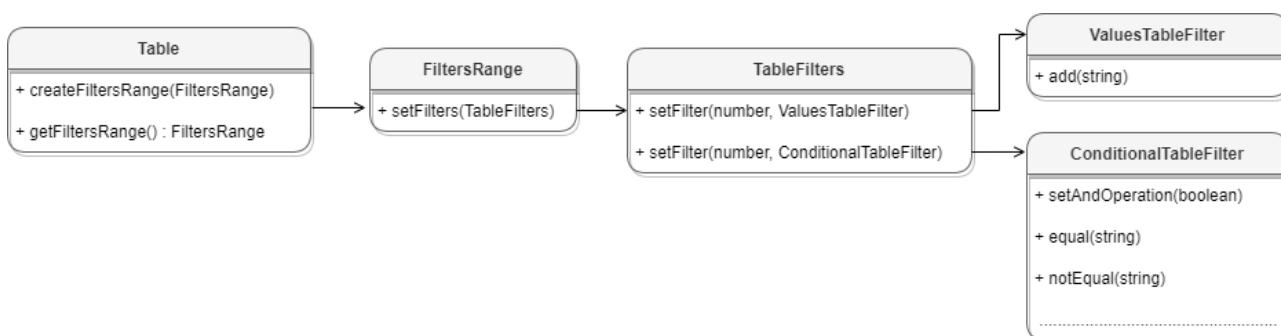 Table
+ createFiltersRange(FiltersRange)
+ getFiltersRange() : FiltersRange
FiltersRange
+ setFilters(TableFilters)
TableFilters
+ setFilter(number, ValuesTableFilter)
+ setFilter(number, ConditionalTableFilter)
ValuesTableFilter
+ add(string)
ConditionalTableFilter
+ setAndOperation(boolean)
+ equal(string)
+ notEqual(string)